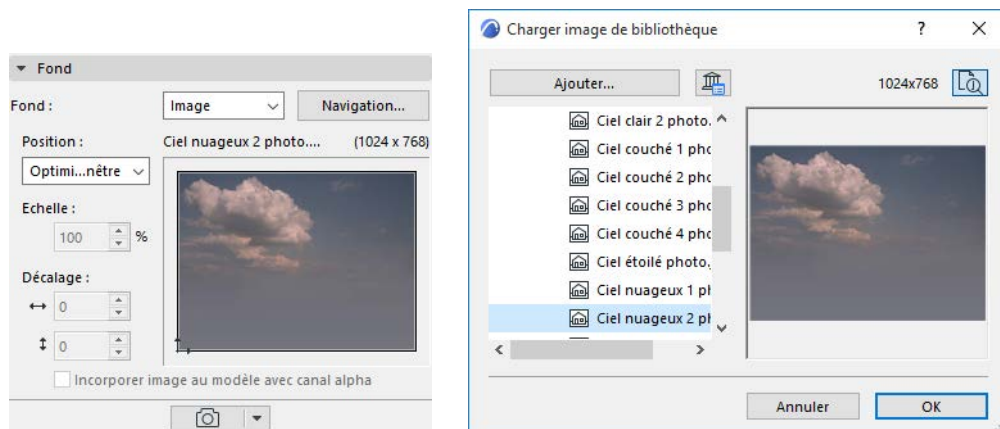 Fond
Fond :
Image
Navigation...
Position :
Ciel nuageux 2 photo.... (1024 x 768)
Optimi...nêtre
Echelle :
100 %
Décalage :
0
0
Incorporer image au modèle avec canal alpha
Charger image de bibliothèque ?
Ajouter...
1024x768
Ciel clair 2 photo.
Ciel couché 1 pho
Ciel couché 2 pho
Ciel couché 3 pho
Ciel couché 4 pho
Ciel étoilé photo.
Ciel nuageux 1 ph
Ciel nuageux 2 ph
Annuler
OK